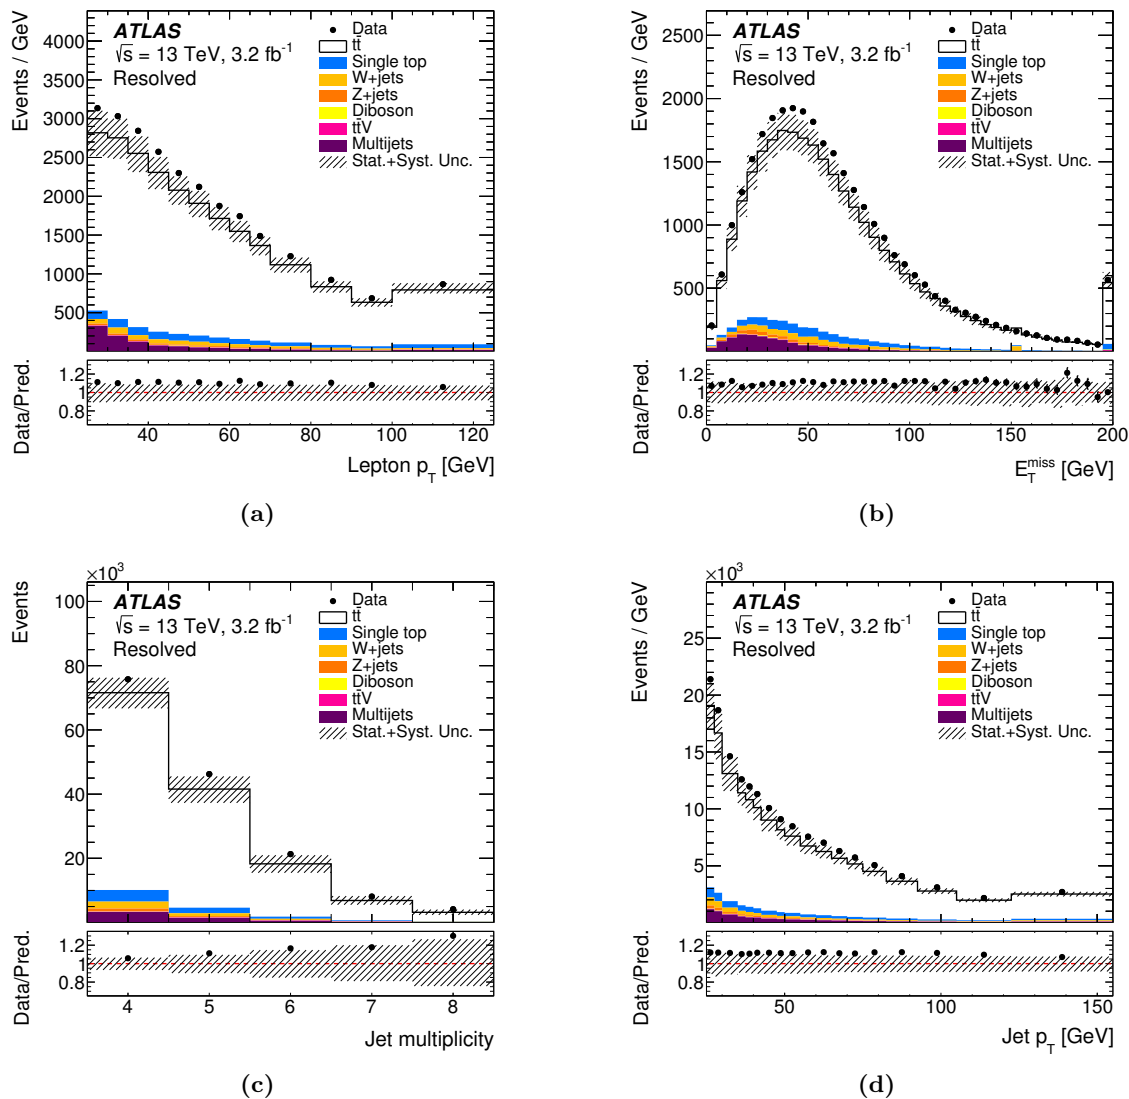 Events / GeV
4000
3500
3000
2500
2000
1500
1000
500
ATLAS
√s = 13 TeV, 3.2 fb⁻¹
Resolved
Data
tt̄
Single top
W+jets
Z+jets
Diboson
tt̄V
Multijets
Stat.+Syst. Unc.
Data/Pred.
1.2
1
0.8
40 60 80 100 120
Lepton p_T [GeV]
(a)
Events / GeV
2500
2000
1500
1000
500
ATLAS
√s = 13 TeV, 3.2 fb⁻¹
Resolved
Data
tt̄
Single top
W+jets
Z+jets
Diboson
tt̄V
Multijets
Stat.+Syst. Unc.
Data/Pred.
1.2
1
0.8
0 50 100 150 200
E_T^miss [GeV]
(b)
×10³
Events
100
80
60
40
20
ATLAS
√s = 13 TeV, 3.2 fb⁻¹
Resolved
Data
tt̄
Single top
W+jets
Z+jets
Diboson
tt̄V
Multijets
Stat.+Syst. Unc.
Data/Pred.
1.2
1
0.8
4 5 6 7 8
Jet multiplicity
(c)
×10³
Events / GeV
25
20
15
10
5
ATLAS
√s = 13 TeV, 3.2 fb⁻¹
Resolved
Data
tt̄
Single top
W+jets
Z+jets
Diboson
tt̄V
Multijets
Stat.+Syst. Unc.
Data/Pred.
1.2
1
0.8
50 100 150
Jet p_T [GeV]
(d)